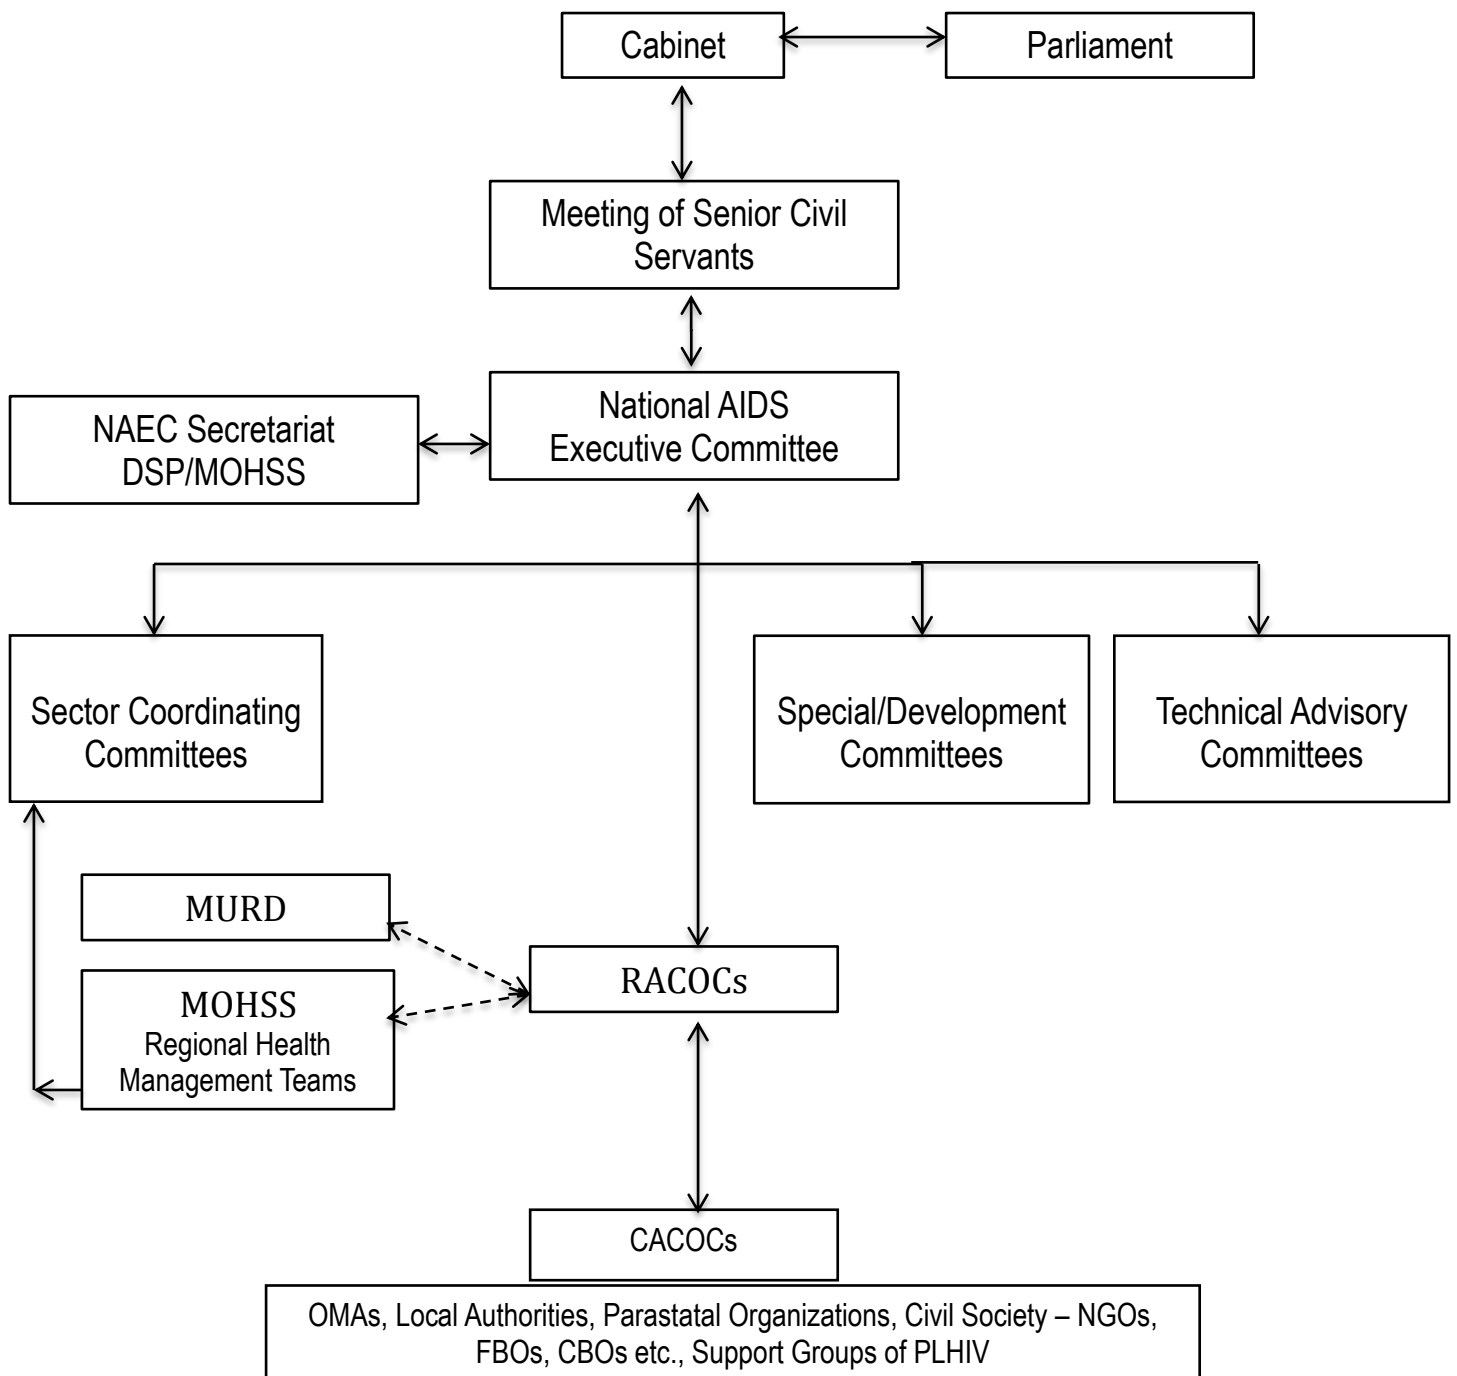 Cabinet
Parliament
Meeting of Senior Civil
Servants
National AIDS
Executive Committee
NAEC Secretariat
DSP/MOHSS
Sector Coordinating
Committees
Special/Development
Committees
Technical Advisory
Committees
MURD
MOHSS
Regional Health
Management Teams
RACOCs
CACOCs
OMAs, Local Authorities, Parastatal Organizations, Civil Society – NGOs,
FBOs, CBOs etc., Support Groups of PLHIV